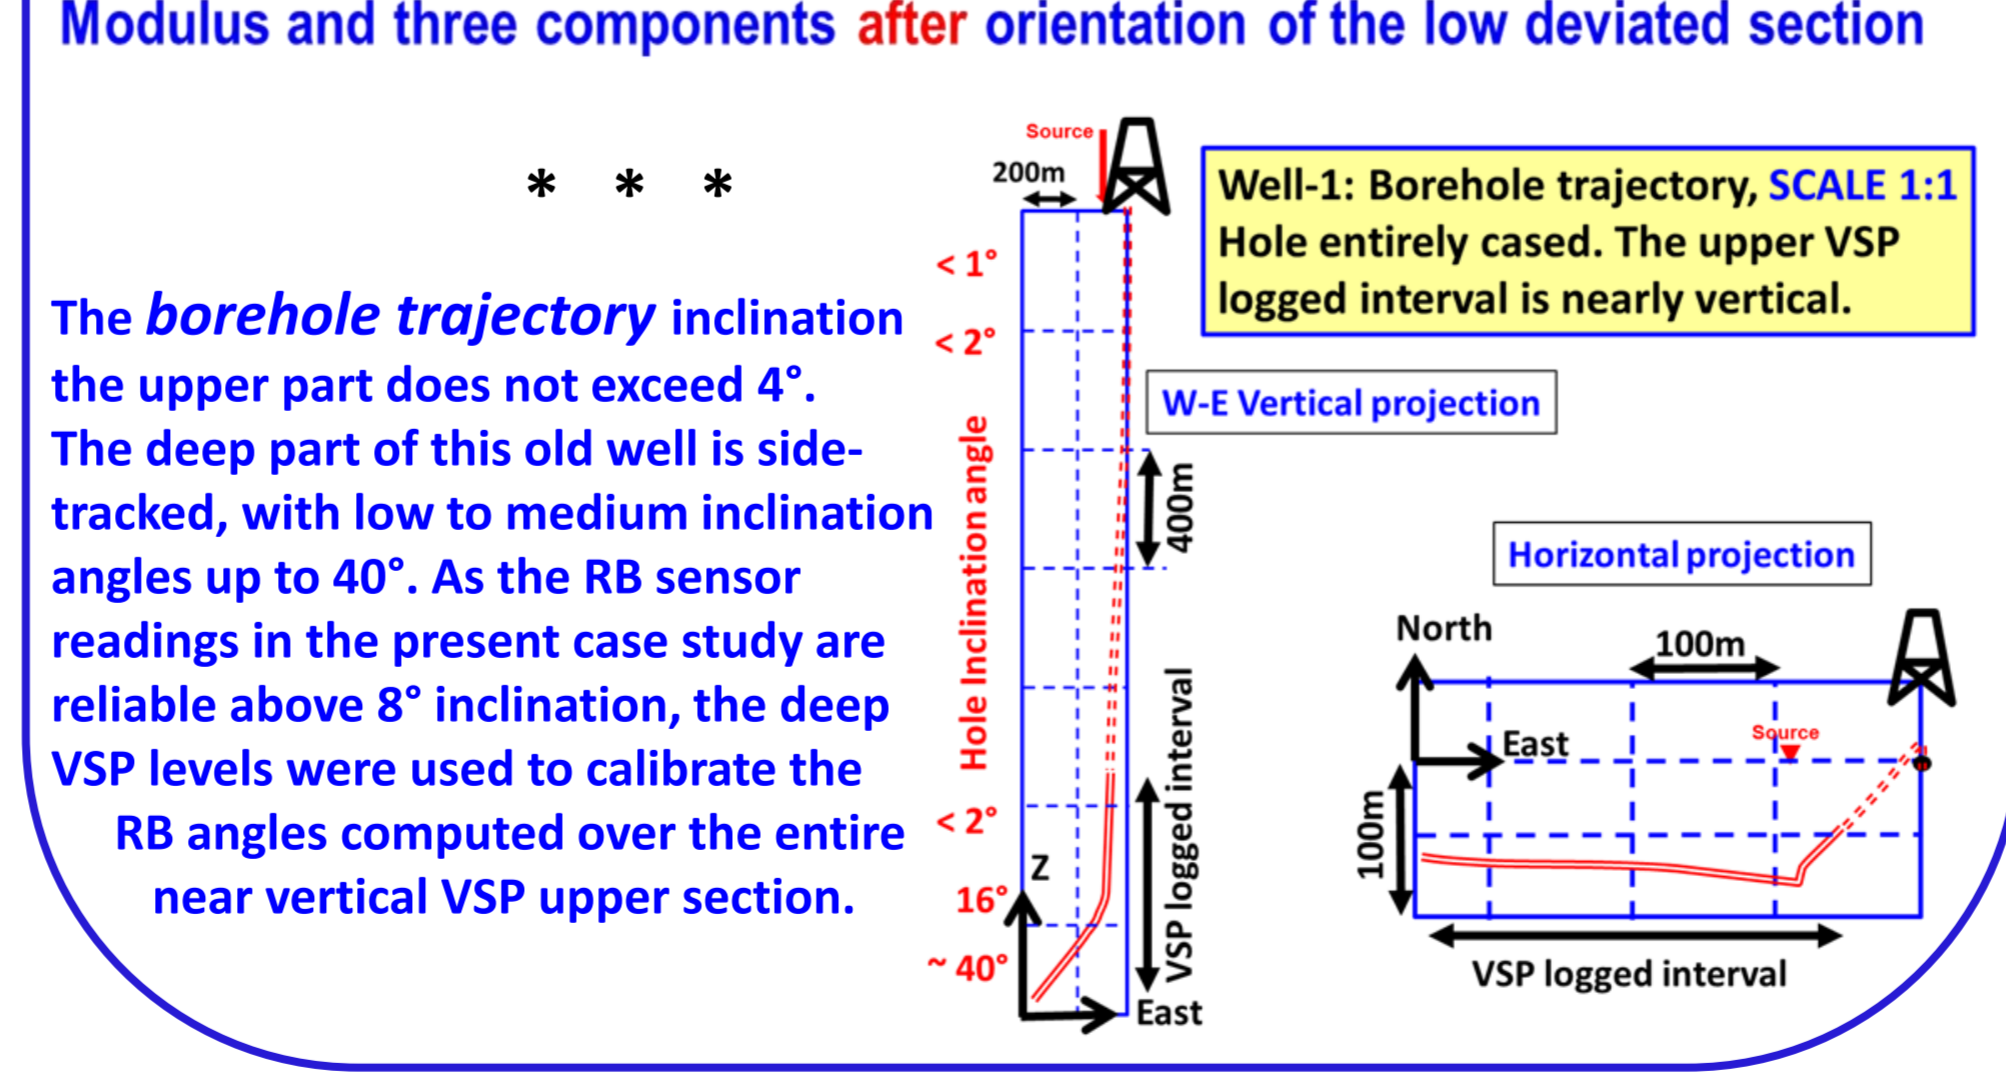 Modulus and three components after orientation of the low deviated section
* * *
The borehole trajectory inclination
the upper part does not exceed 4°.
The deep part of this old well is side-
tracked, with low to medium inclination
angles up to 40°. As the RB sensor
readings in the present case study are
reliable above 8° inclination, the deep
VSP levels were used to calibrate the
RB angles computed over the entire
near vertical VSP upper section.
Source
200m
< 1°
< 2°
Hole Inclination angle
< 2°
16°
~ 40°
Z
East
400m
VSP logged interval
Well-1: Borehole trajectory, SCALE 1:1
Hole entirely cased. The upper VSP
logged interval is nearly vertical.
W-E Vertical projection
Horizontal projection
North
100m
Source
East
100m
VSP logged interval